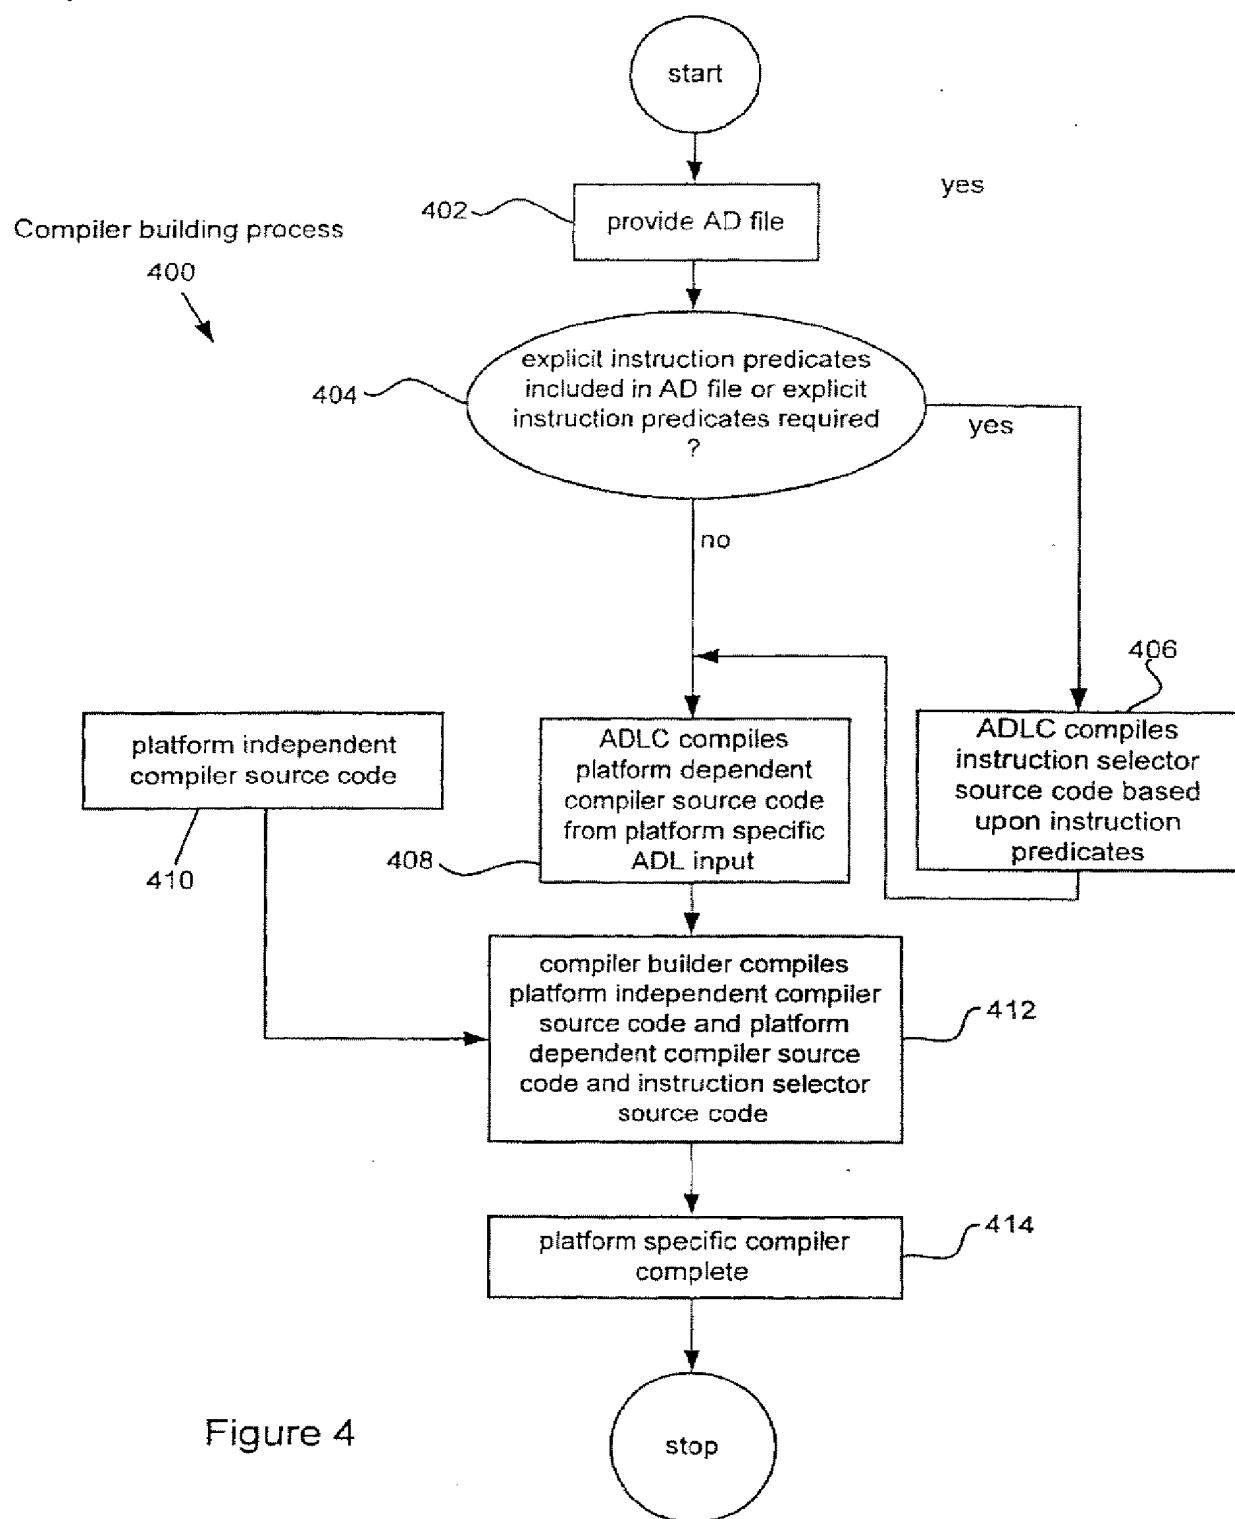 start
yes
402
provide AD file
Compiler building process
400
explicit instruction predicates
included in AD file or explicit
instruction predicates required
?
404
yes
no
406
platform independent
compiler source code
410
ADLC compiles
platform dependent
compiler source code
from platform specific
ADL input
408
ADLC compiles
instruction selector
source code based
upon instruction
predicates
compiler builder compiles
platform independent compiler
source code and platform
dependent compiler source
code and instruction selector
source code
412
platform specific compiler
complete
414
Figure 4
stop